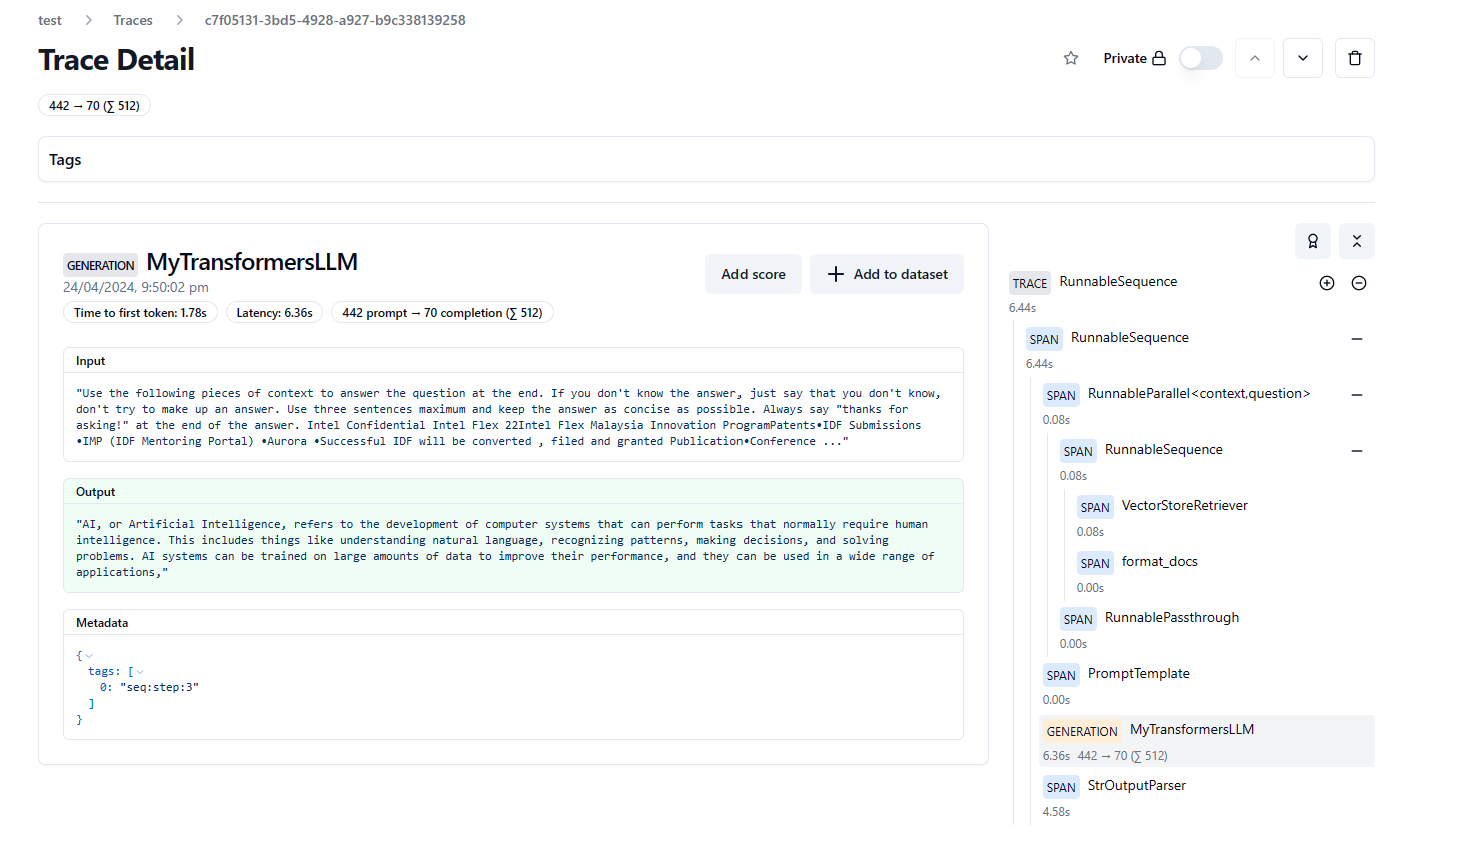 test > Traces > c7f05131-3bd5-4928-a927-b9c338139258
Trace Detail
Private
442 → 70 (∑ 512)
Tags
GENERATION MyTransformersLLM
24/04/2024, 9:50:02 pm
Add score
Add to dataset
Time to first token: 1.78s
Latency: 6.36s
442 prompt → 70 completion (∑ 512)
Input
"Use the following pieces of context to answer the question at the end. If you don't know the answer, just say that you don't know,
don't try to make up an answer. Use three sentences maximum and keep the answer as concise as possible. Always say "thanks for
asking!" at the end of the answer. Intel Confidential Intel Flex 22Intel Flex Malaysia Innovation ProgramPatents•IDF Submissions
•IMP (IDF Mentoring Portal) •Aurora •Successful IDF will be converted , filed and granted Publication•Conference ..."
Output
"AI, or Artificial Intelligence, refers to the development of computer systems that can perform tasks that normally require human
intelligence. This includes things like understanding natural language, recognizing patterns, making decisions, and solving
problems. AI systems can be trained on large amounts of data to improve their performance, and they can be used in a wide range of
applications,"
Metadata
{
tags: [
0: "seq:step:3"
]
}
TRACE RunnableSequence
6.44s
SPAN RunnableSequence
6.44s
SPAN RunnableParallel<context,question>
0.08s
SPAN RunnableSequence
0.08s
SPAN VectorStoreRetriever
0.08s
SPAN format_docs
0.00s
SPAN RunnablePassthrough
0.00s
SPAN PromptTemplate
0.00s
GENERATION MyTransformersLLM
6.36s 442 → 70 (∑ 512)
SPAN StrOutputParser
4.58s